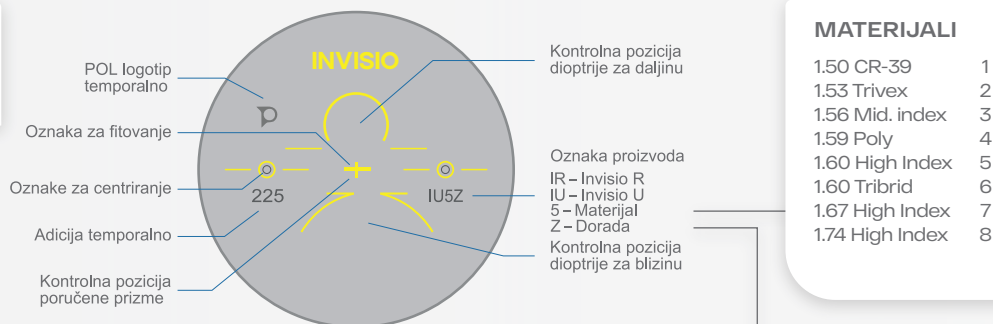 INVISIO
POL logotip
temporalno
Oznaka za fitovanje
Oznake za centriranje
225
Adicija temporalno
Kontrolna pozicija
poručene prizme
Kontrolna pozicija
dioptrije za daljinu
Oznaka proizvoda
IR – Invisio R
IU – Invisio U
5 – Materijal
Z – Dorada
IU5Z
Kontrolna pozicija
dioptrije za blizinu
MATERIJALI
1.50 CR-39 1
1.53 Trivex 2
1.56 Mid. index 3
1.59 Poly 4
1.60 High Index 5
1.60 Tribrid 6
1.67 High Index 7
1.74 High Index 8